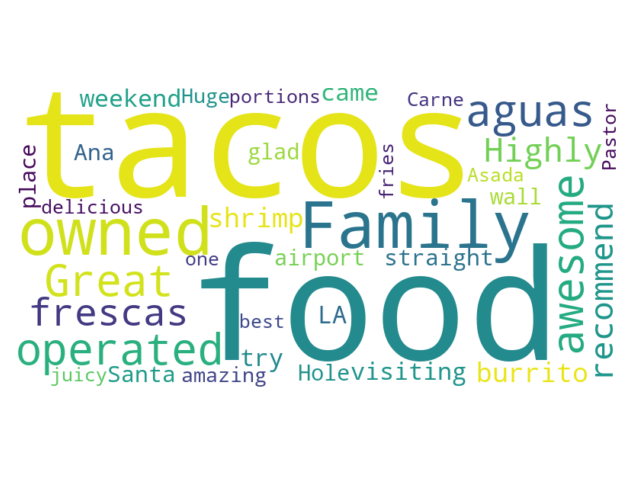 weekend Huge portions came Carne
tacos
aguas
Pastor
place
Ana
glad
fries
Highly
Asada
wall
delicious
owned
shrimp
Family
awesome
recommend
one
airport
straight
Great
food
frescas
best
LA
operated
try
juicy Santa amazing
Hole visiting
burrito